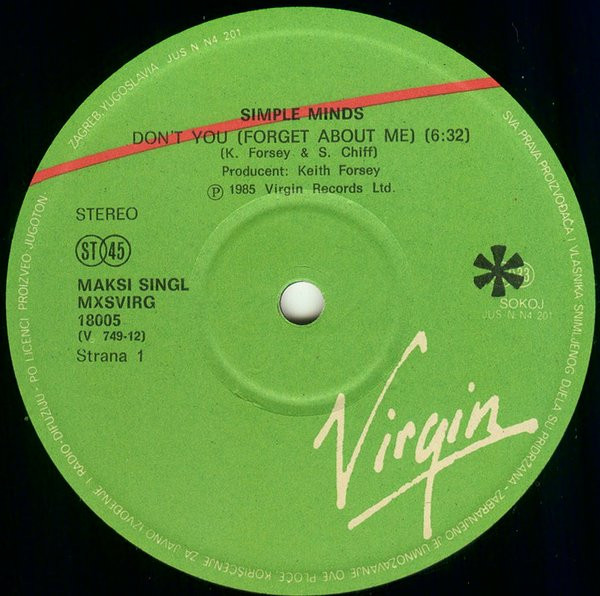 SIMPLE MINDS
DON'T YOU (FORGET ABOUT ME) (6:32)
(K. Forsey & S. Chiff)
Producent: Keith Forsey
Ⓟ 1985 Virgin Records Ltd.
STEREO
ST 45
MAKSI SINGL
MXSVIRG
18005
(V 749-12)
Strana 1
33
SOKOJ
JUS N. N4 201
Virgin
PO LICENCI PROIZVEO JUGOTON
ZAGREB, YUGOSLAVIA JUS N N4 201
SVA PRAVA PROIZVOĐAČA I VLASNIKA SNIMLJENOG DJELA SU PRIDRŽANA - ZABRANJENO JE UMNOŽAVANJE OVE PLOČE, KORIŠĆENJE ZA JAVNO IZVOĐENJE I RADIO-DIFUZIJU -